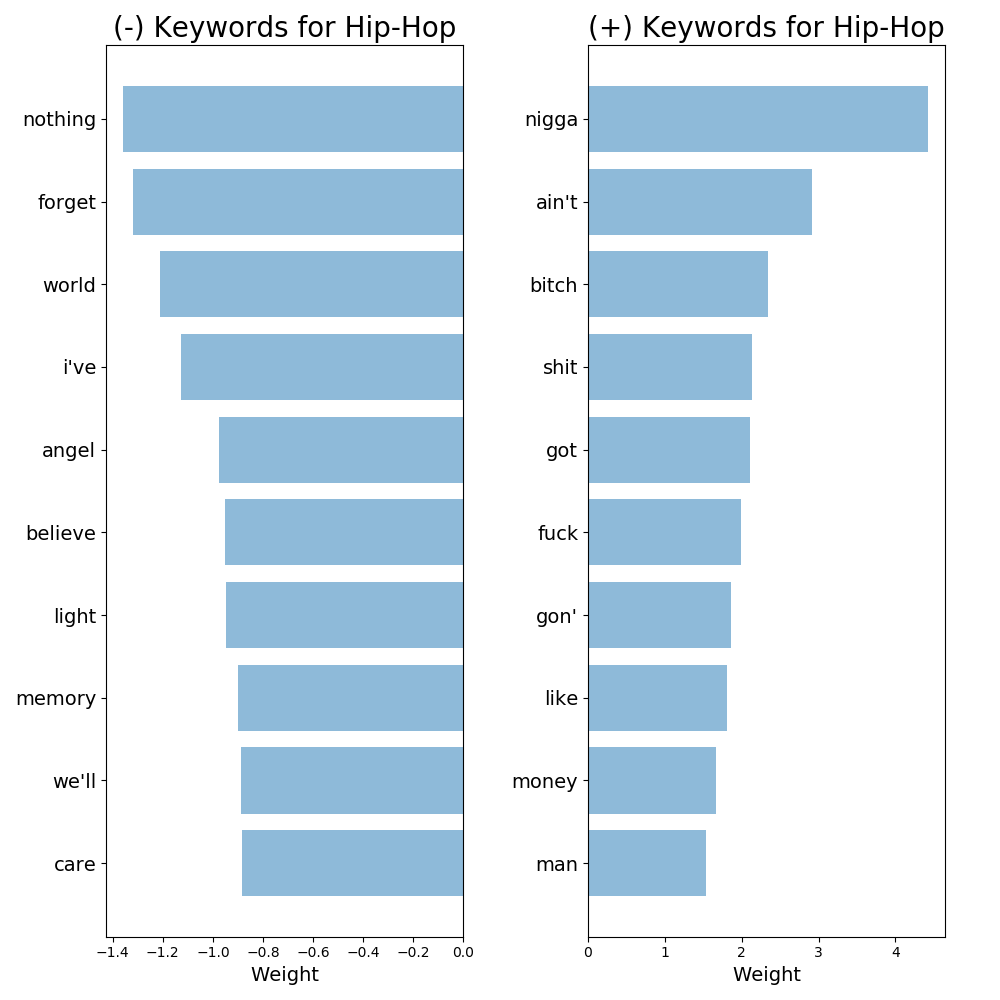 (-) Keywords for Hip-Hop
nothing
forget
world
i've
angel
believe
light
memory
we'll
care
−1.4 −1.2 −1.0 −0.8 −0.6 −0.4 −0.2 0.0
Weight
(+) Keywords for Hip-Hop
nigga
ain't
bitch
shit
got
fuck
gon'
like
money
man
0 1 2 3 4
Weight